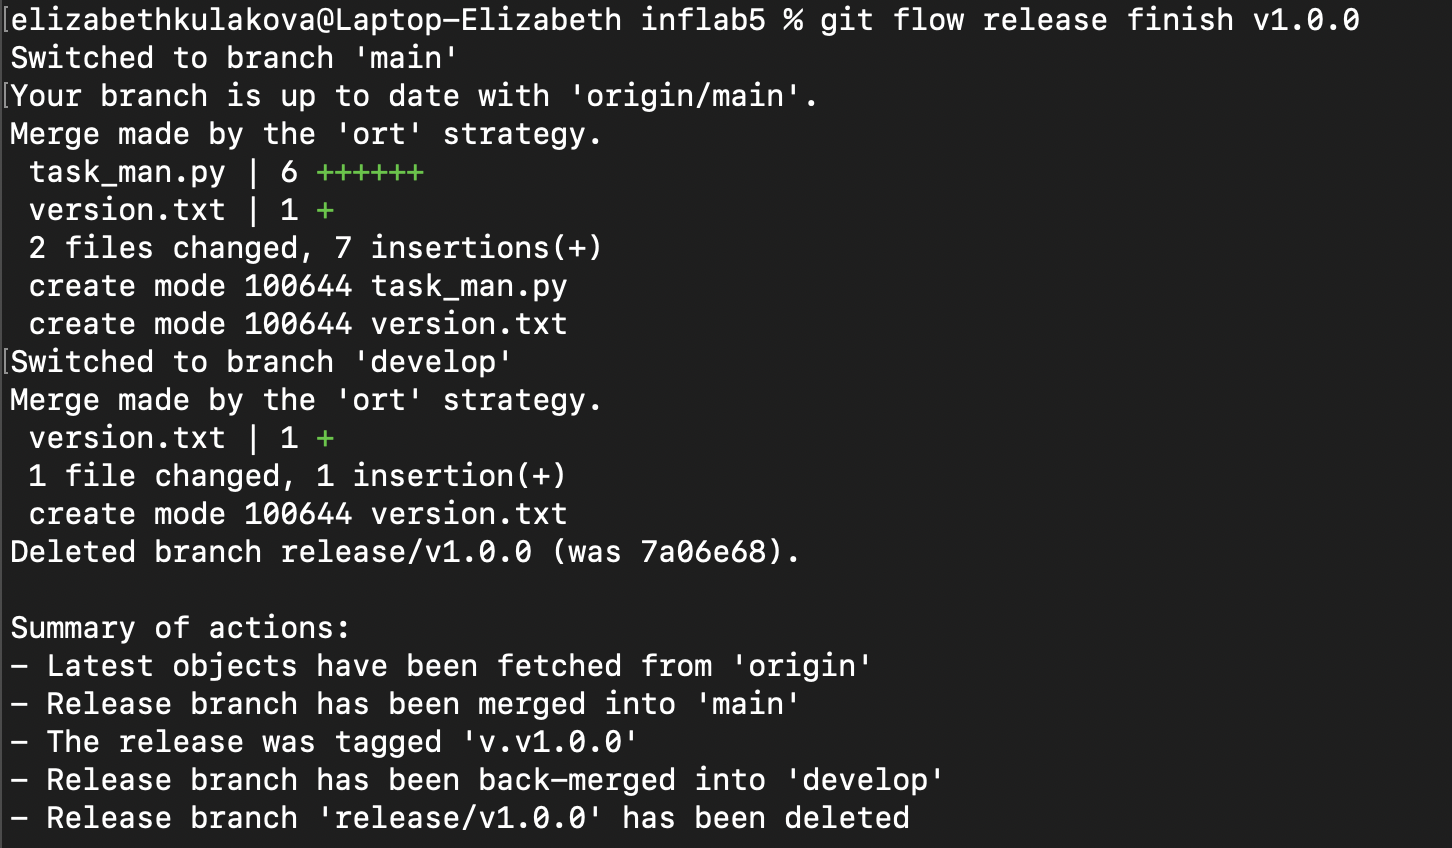 [elizabethkulakova@Laptop-Elizabeth inflab5 % git flow release finish v1.0.0
Switched to branch 'main'
[Your branch is up to date with 'origin/main'.
Merge made by the 'ort' strategy.
 task_man.py | 6 ++++++
 version.txt | 1 +
 2 files changed, 7 insertions(+)
 create mode 100644 task_man.py
 create mode 100644 version.txt
[Switched to branch 'develop'
Merge made by the 'ort' strategy.
 version.txt | 1 +
 1 file changed, 1 insertion(+)
 create mode 100644 version.txt
Deleted branch release/v1.0.0 (was 7a06e68).

Summary of actions:
- Latest objects have been fetched from 'origin'
- Release branch has been merged into 'main'
- The release was tagged 'v.v1.0.0'
- Release branch has been back-merged into 'develop'
- Release branch 'release/v1.0.0' has been deleted